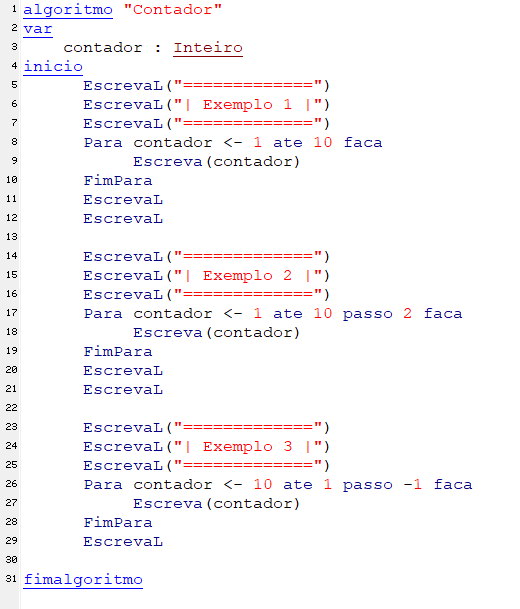 1 algoritmo "Contador"
2 var
3 contador : Inteiro
4 inicio
5 EscrevaL("=============")
6 EscrevaL("| Exemplo 1 |")
7 EscrevaL("=============")
8 Para contador <- 1 ate 10 faca
9 Escreva(contador)
10 FimPara
11 EscrevaL
12 EscrevaL
13
14 EscrevaL("=============")
15 EscrevaL("| Exemplo 2 |")
16 EscrevaL("=============")
17 Para contador <- 1 ate 10 passo 2 faca
18 Escreva(contador)
19 FimPara
20 EscrevaL
21 EscrevaL
22
23 EscrevaL("=============")
24 EscrevaL("| Exemplo 3 |")
25 EscrevaL("=============")
26 Para contador <- 10 ate 1 passo -1 faca
27 Escreva(contador)
28 FimPara
29 EscrevaL
30
31 fimalgoritmo